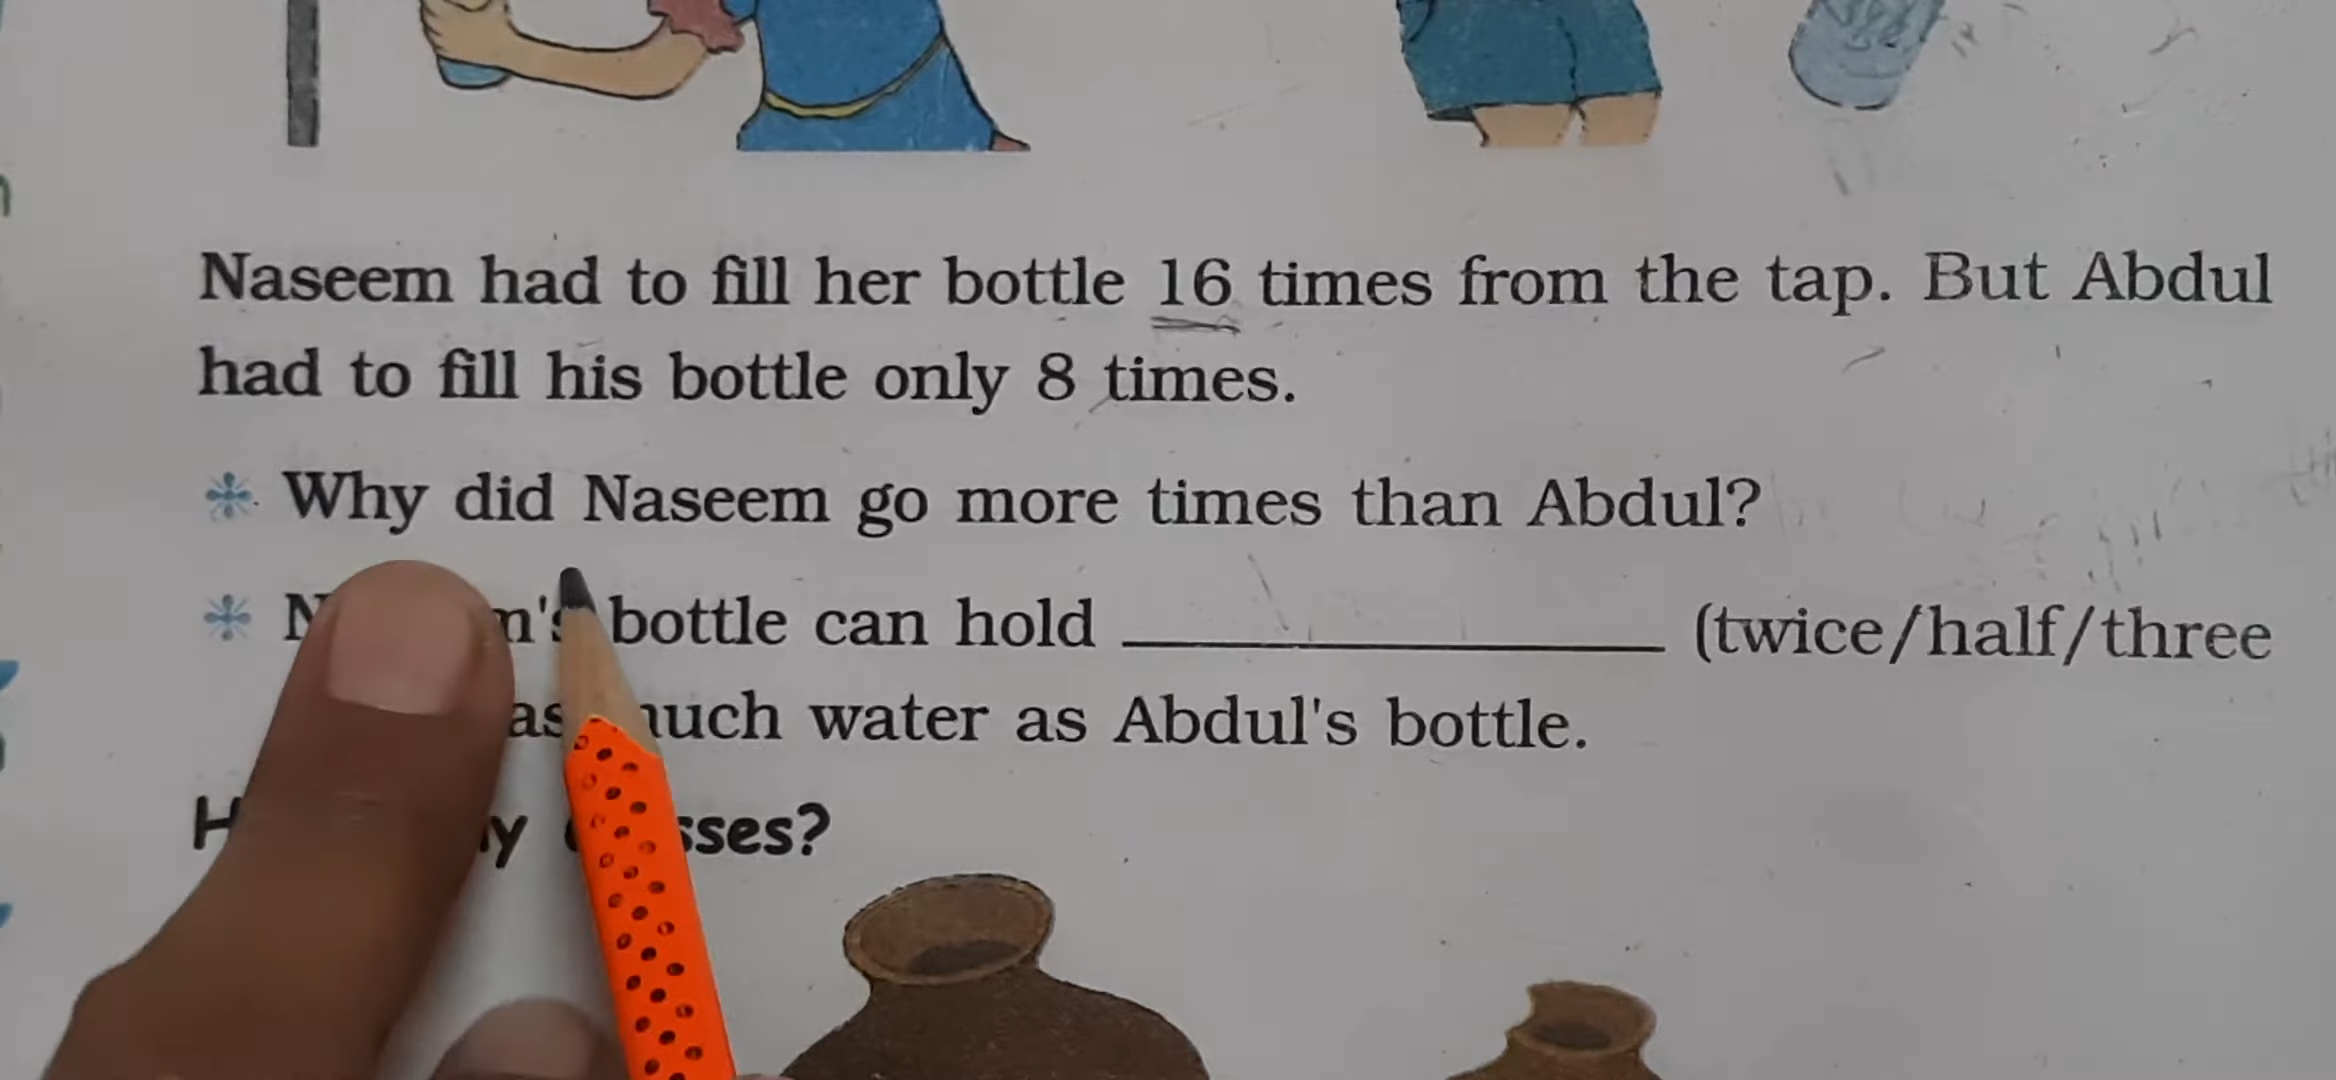 Naseem had to fill her bottle 16 times from the tap. But Abdul
had to fill his bottle only 8 times.
Why did Naseem go more times than Abdul?
bottle can hold (twice/half/three
as much water as Abdul's bottle.